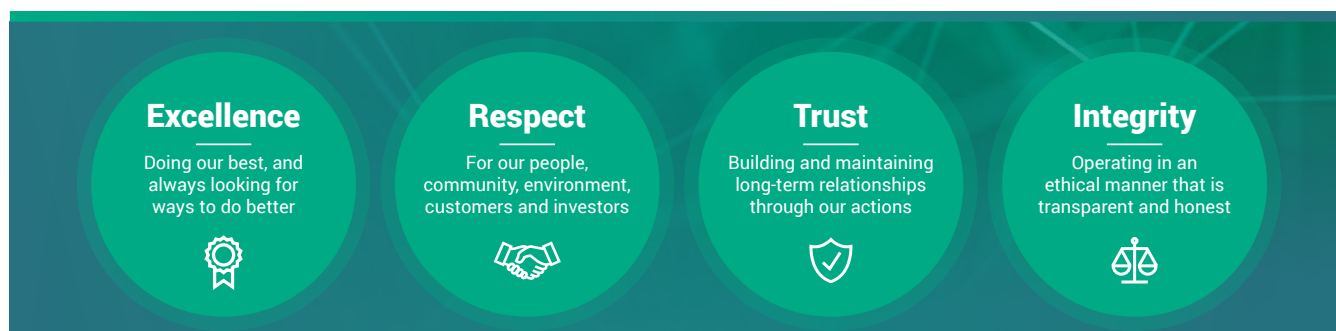 Excellence
Doing our best, and
always looking for
ways to do better
Respect
For our people,
community, environment,
customers and investors
Trust
Building and maintaining
long-term relationships
through our actions
Integrity
Operating in an
ethical manner that is
transparent and honest